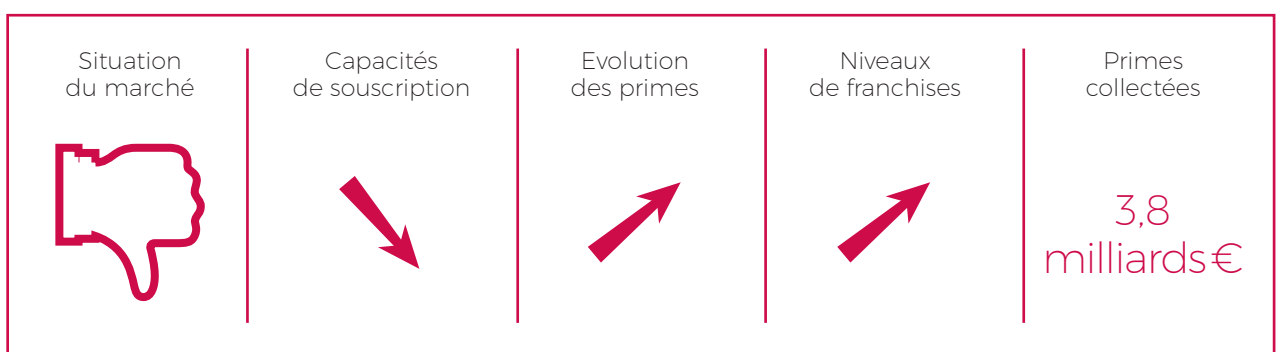 Situation
du marché
Capacités
de souscription
Evolution
des primes
Niveaux
de franchises
Primes
collectées
3,8
milliards €